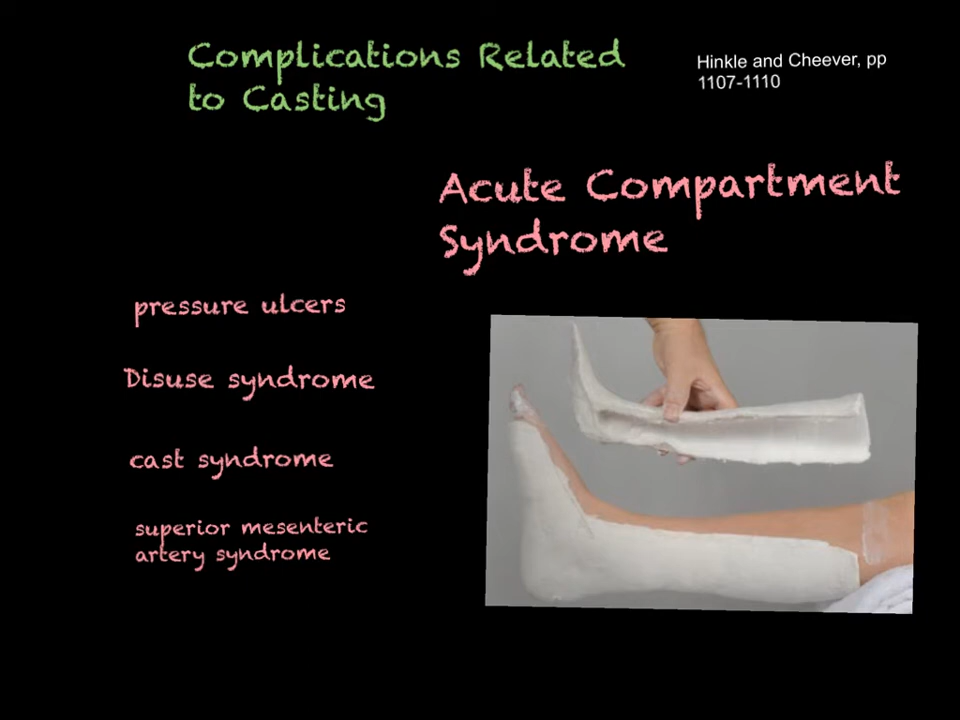 Complications Related
to Casting
Hinkle and Cheever, pp
1107-1110
Acute Compartment
Syndrome
pressure ulcers
Disuse syndrome
cast syndrome
superior mesenteric
artery syndrome